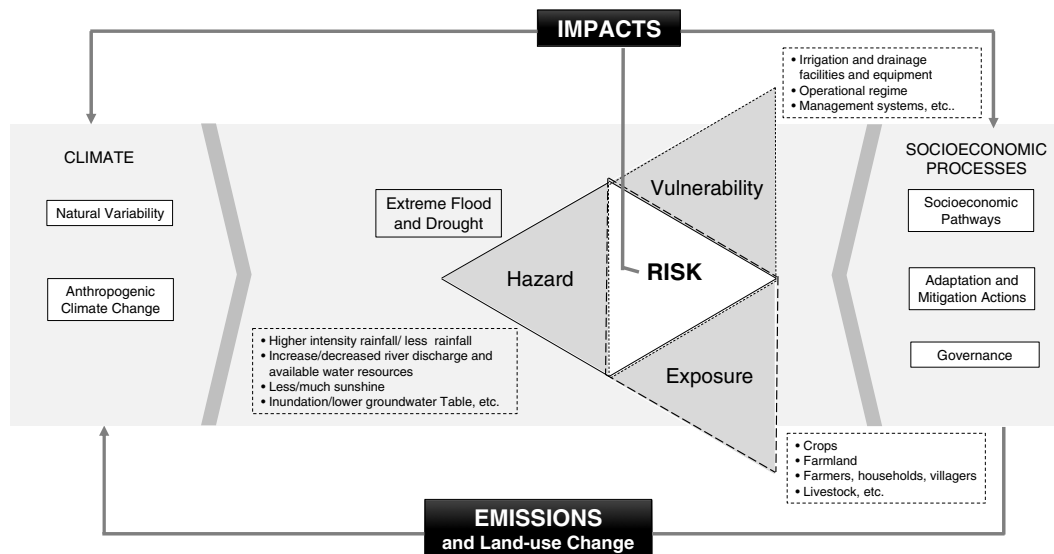 IMPACTS
• Irrigation and drainage
facilities and equipment
• Operational regime
• Management systems, etc..
CLIMATE
Natural Variability
Anthropogenic
Climate Change
Extreme Flood
and Drought
Hazard
Vulnerability
RISK
Exposure
• Higher intensity rainfall/ less rainfall
• Increase/decreased river discharge and
available water resources
• Less/much sunshine
• Inundation/lower groundwater Table, etc.
SOCIOECONOMIC
PROCESSES
Socioeconomic
Pathways
Adaptation and
Mitigation Actions
Governance
• Crops
• Farmland
• Farmers, households, villagers
• Livestock, etc.
EMISSIONS
and Land-use Change